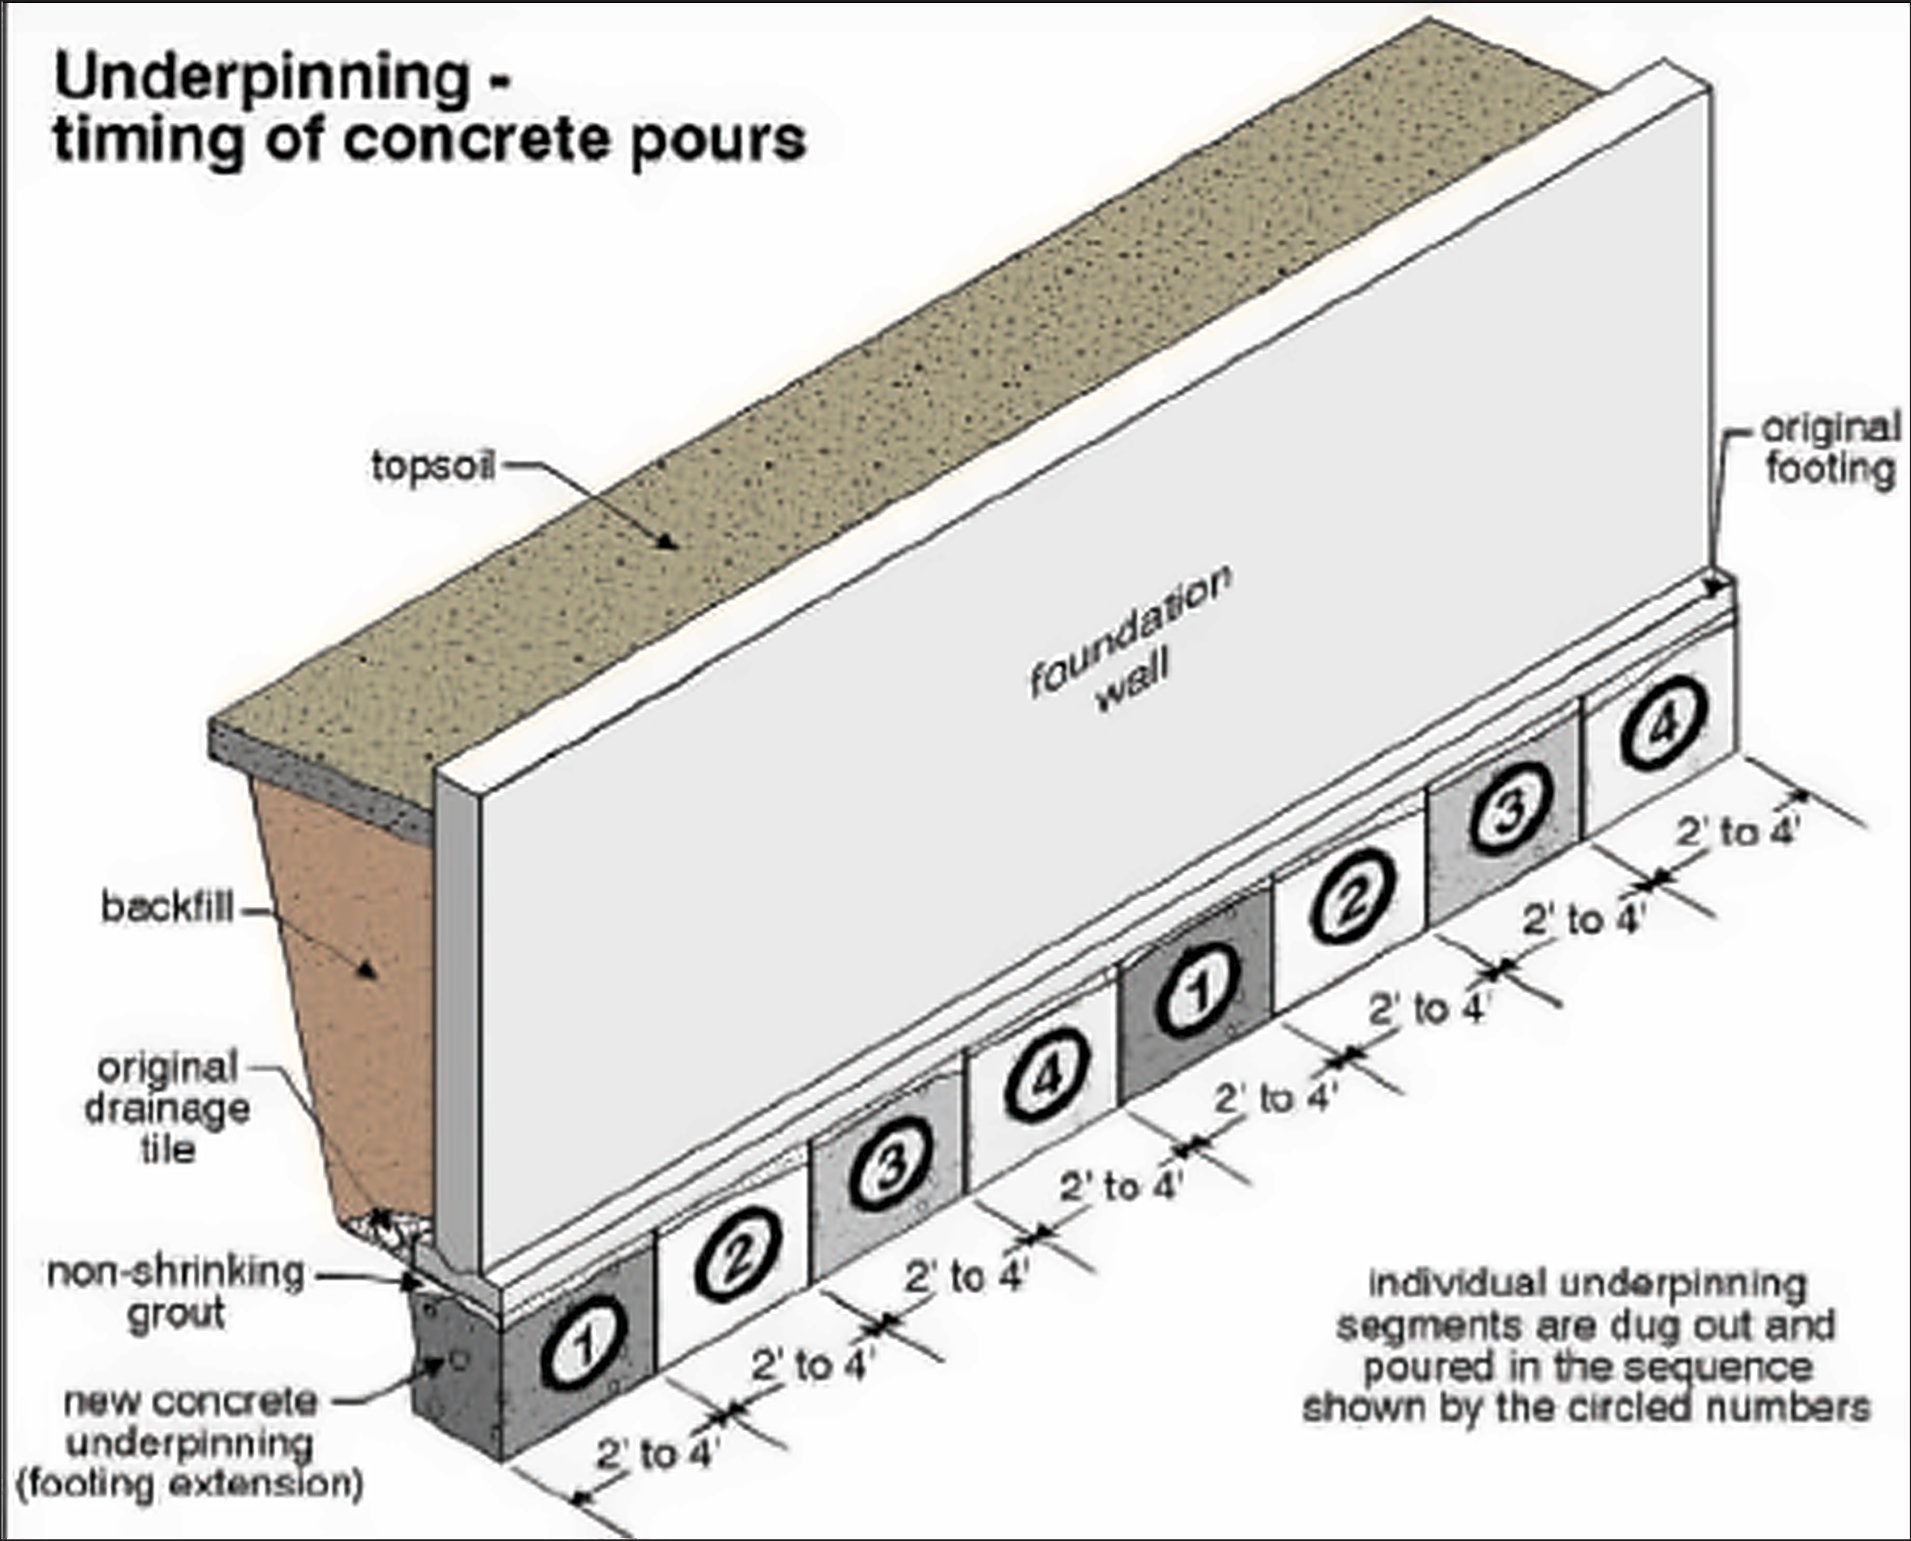 Underpinning -
timing of concrete pours
topsoil
original
footing
foundation
wall
backfill
original
drainage
tile
non-shrinking
grout
new concrete
underpinning
(footing extension)
1
2
3
4
1
2
3
4
2' to 4'
2' to 4'
2' to 4'
2' to 4'
2' to 4'
2' to 4'
2' to 4'
2' to 4'
individual underpinning
segments are dug out and
poured in the sequence
shown by the circled numbers